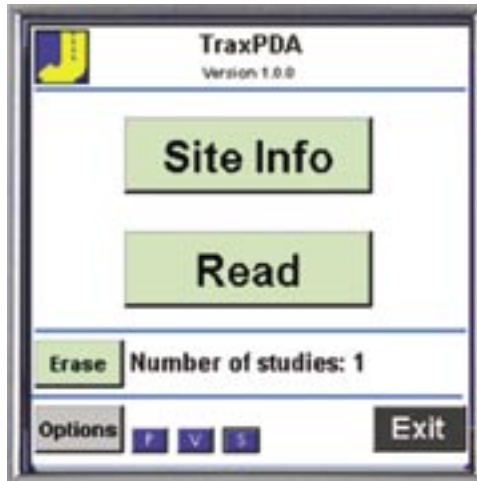 TraxPDA
Version 1.0.0
Site Info
Read
Erase Number of studies: 1
Options P V S Exit